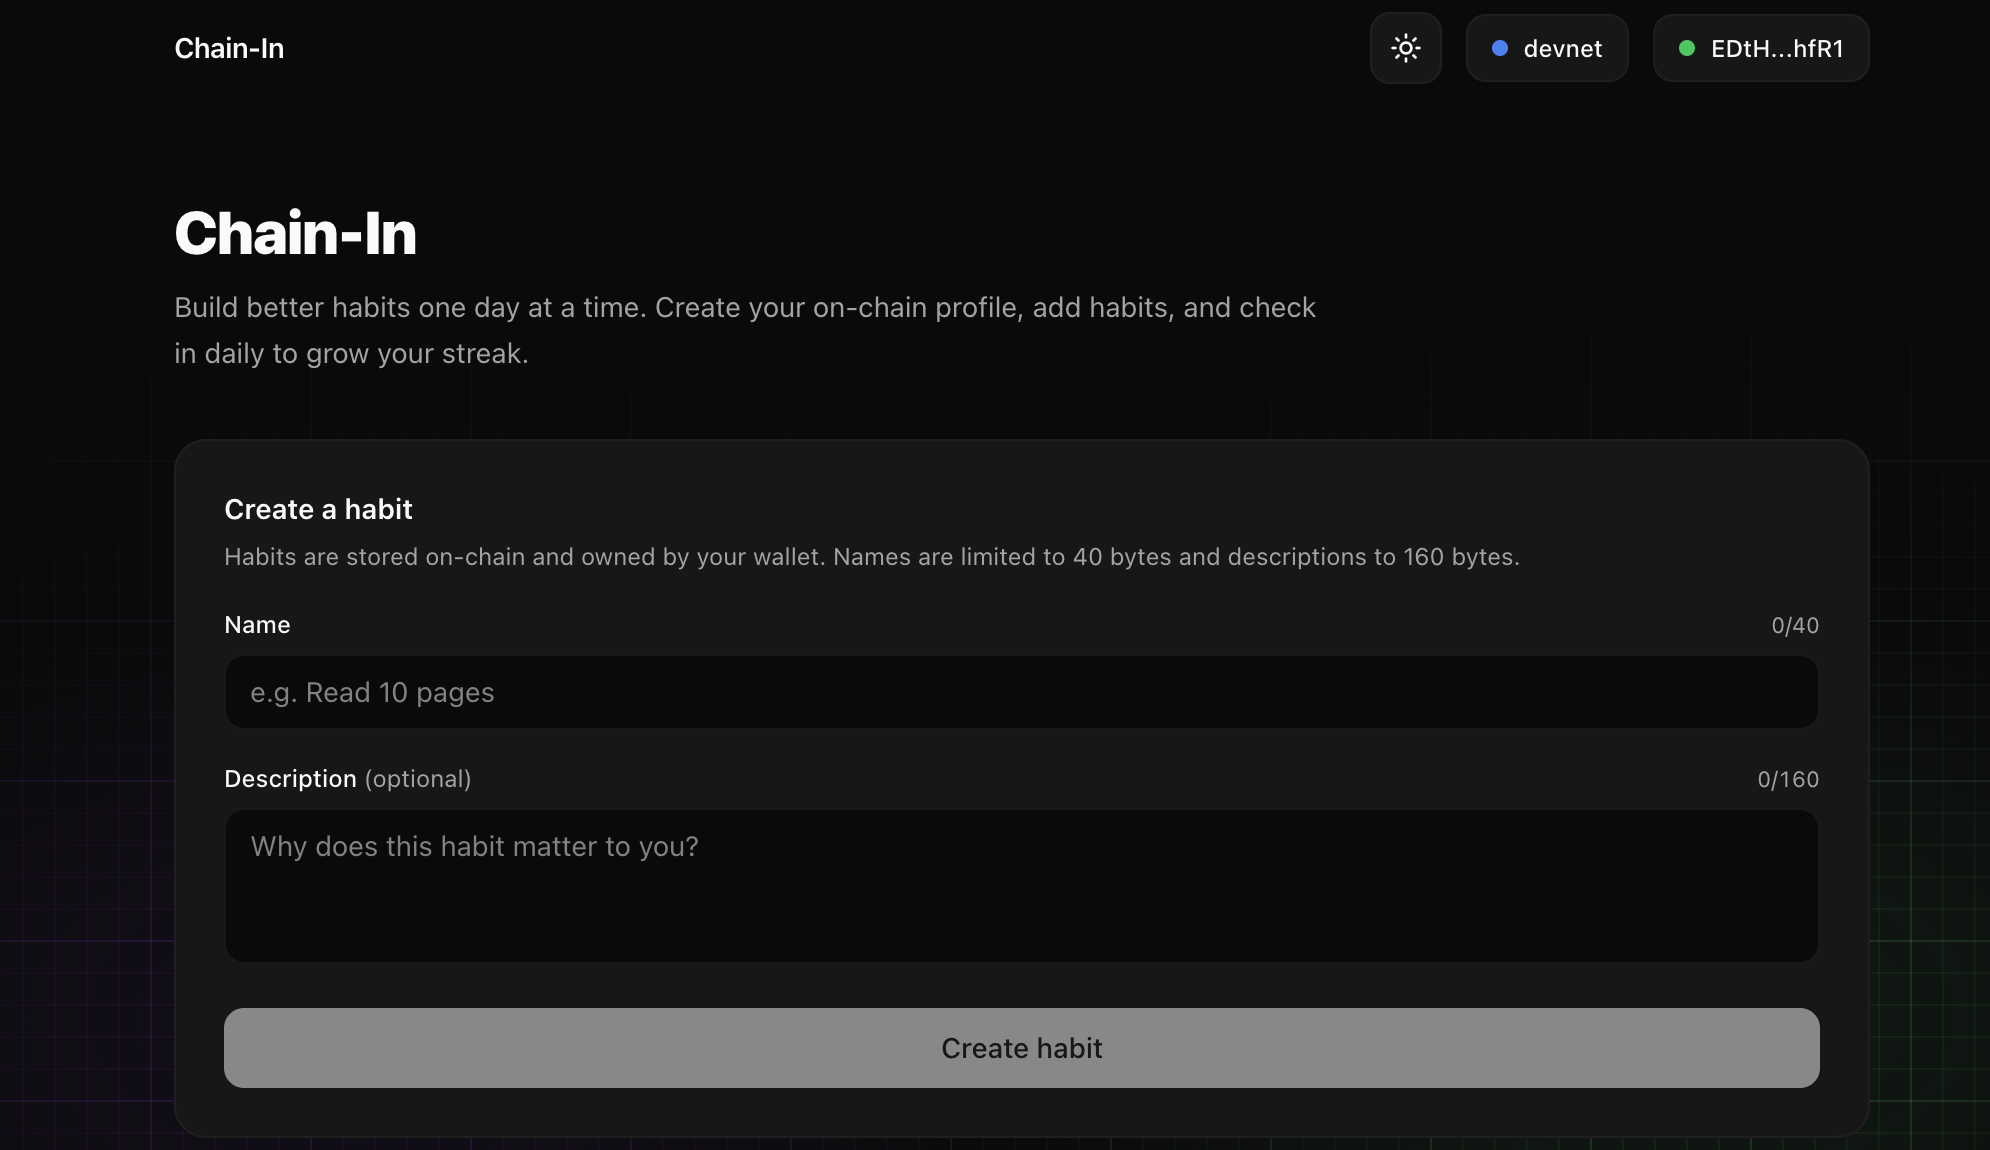 Chain-In
devnet
EDtH...hfR1
Chain-In
Build better habits one day at a time. Create your on-chain profile, add habits, and check
in daily to grow your streak.
Create a habit
Habits are stored on-chain and owned by your wallet. Names are limited to 40 bytes and descriptions to 160 bytes.
Name
0/40
e.g. Read 10 pages
Description (optional)
0/160
Why does this habit matter to you?
Create habit